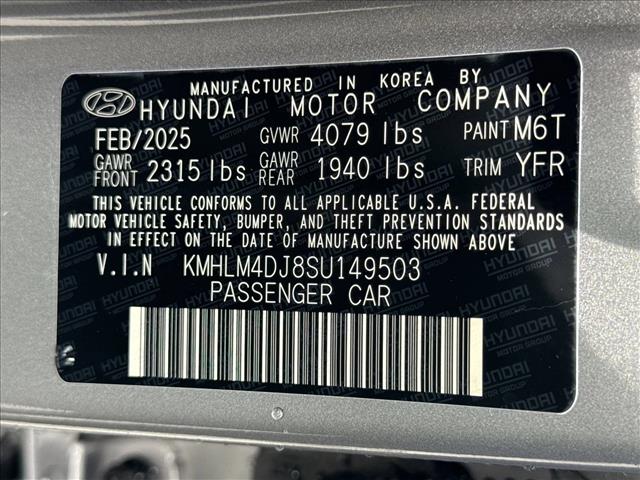 MANUFACTURED IN KOREA BY
HYUNDAI MOTOR COMPANY
FEB/2025 GVWR 4079 lbs PAINT M6T
GAWR FRONT 2315 lbs GAWR REAR 1940 lbs TRIM YFR
THIS VEHICLE CONFORMS TO ALL APPLICABLE U.S.A. FEDERAL
MOTOR VEHICLE SAFETY, BUMPER, AND THEFT PREVENTION STANDARDS
IN EFFECT ON THE DATE OF MANUFACTURE SHOWN ABOVE
V.I.N KMHLM4DJ8SU149503
PASSENGER CAR